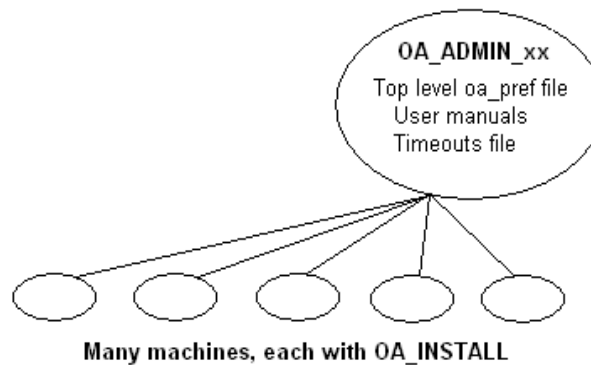 OA_ADMIN_xx
Top level oa_pref file
User manuals
Timeouts file
Many machines, each with OA_INSTALL